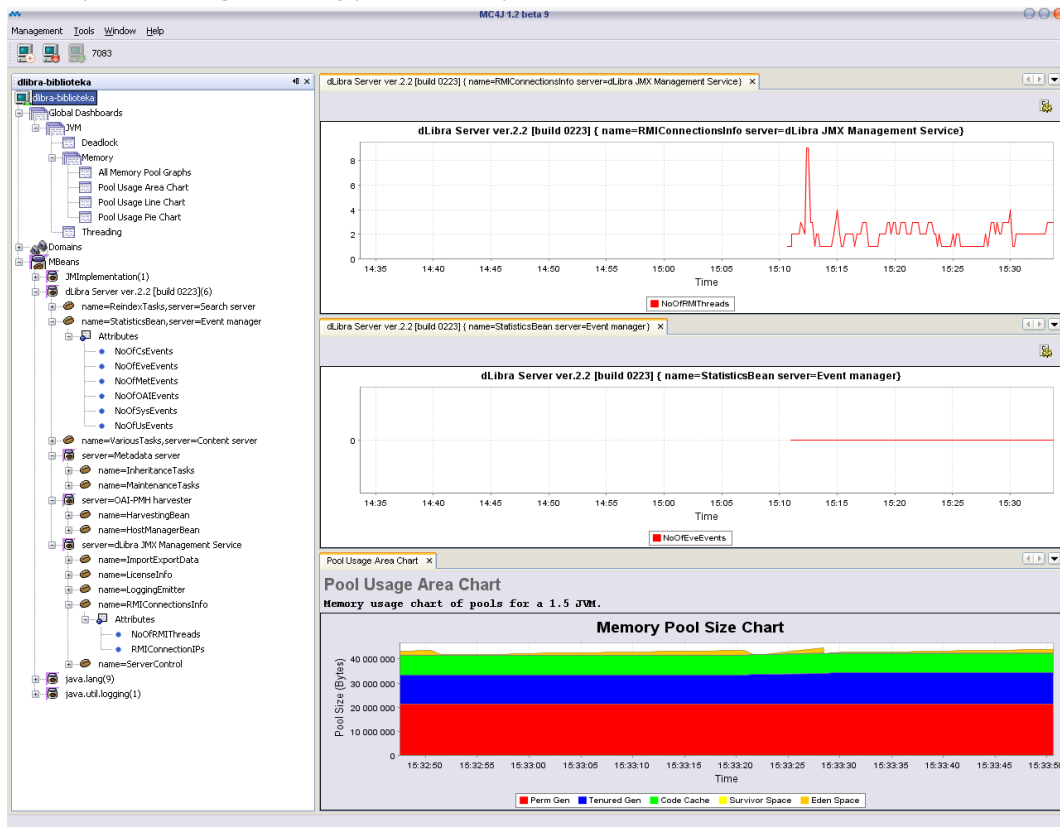 MC4J 1.2 beta 9
Management Tools Window Help
7083
dlibra-biblioteka
dlibra-biblioteka
Global Dashboards
JVM
Deadlock
Memory
All Memory Pool Graphs
Pool Usage Area Chart
Pool Usage Line Chart
Pool Usage Pie Chart
Threading
Domains
MBeans
JMImplementation(1)
dLibra Server ver.2.2 [build 0223](6)
name=ReindexTasks,server=Search server
name=StatisticsBean,server=Event manager
Attributes
NoOfCsEvents
NoOfEveEvents
NoOfMetEvents
NoOfOAIEvents
NoOfSysEvents
NoOfUsEvents
name=VariousTasks,server=Content server
server=Metadata server
name=InheritanceTasks
name=MaintenanceTasks
server=OAI-PMH harvester
name=HarvestingBean
name=HostManagerBean
server=dLibra JMX Management Service
name=ImportExportData
name=LicenseInfo
name=LoggingEmitter
name=RMIConnectionsInfo
Attributes
NoOfRMIThreads
RMIConnectionIPs
name=ServerControl
java.lang(9)
java.util.logging(1)
dLibra Server ver.2.2 [build 0223] { name=RMIConnectionsInfo server=dLibra JMX Management Service}
dLibra Server ver.2.2 [build 0223] { name=RMIConnectionsInfo server=dLibra JMX Management Service}
8
6
4
2
0
14:35 14:40 14:45 14:50 14:55 15:00 15:05 15:10 15:15 15:20 15:25 15:30
Time
NoOfRMIThreads
dLibra Server ver.2.2 [build 0223] { name=StatisticsBean server=Event manager}
dLibra Server ver.2.2 [build 0223] { name=StatisticsBean server=Event manager}
0
14:35 14:40 14:45 14:50 14:55 15:00 15:05 15:10 15:15 15:20 15:25 15:30
Time
NoOfEveEvents
Pool Usage Area Chart
Pool Usage Area Chart
Memory usage chart of pools for a 1.5 JVM.
Memory Pool Size Chart
Pool Size (Bytes)
40 000 000
30 000 000
20 000 000
10 000 000
0
15:32:50 15:32:55 15:33:00 15:33:05 15:33:10 15:33:15 15:33:20 15:33:25 15:33:30 15:33:35 15:33:40 15:33:45 15:33:50
Time
Perm Gen Tenured Gen Code Cache Survivor Space Eden Space